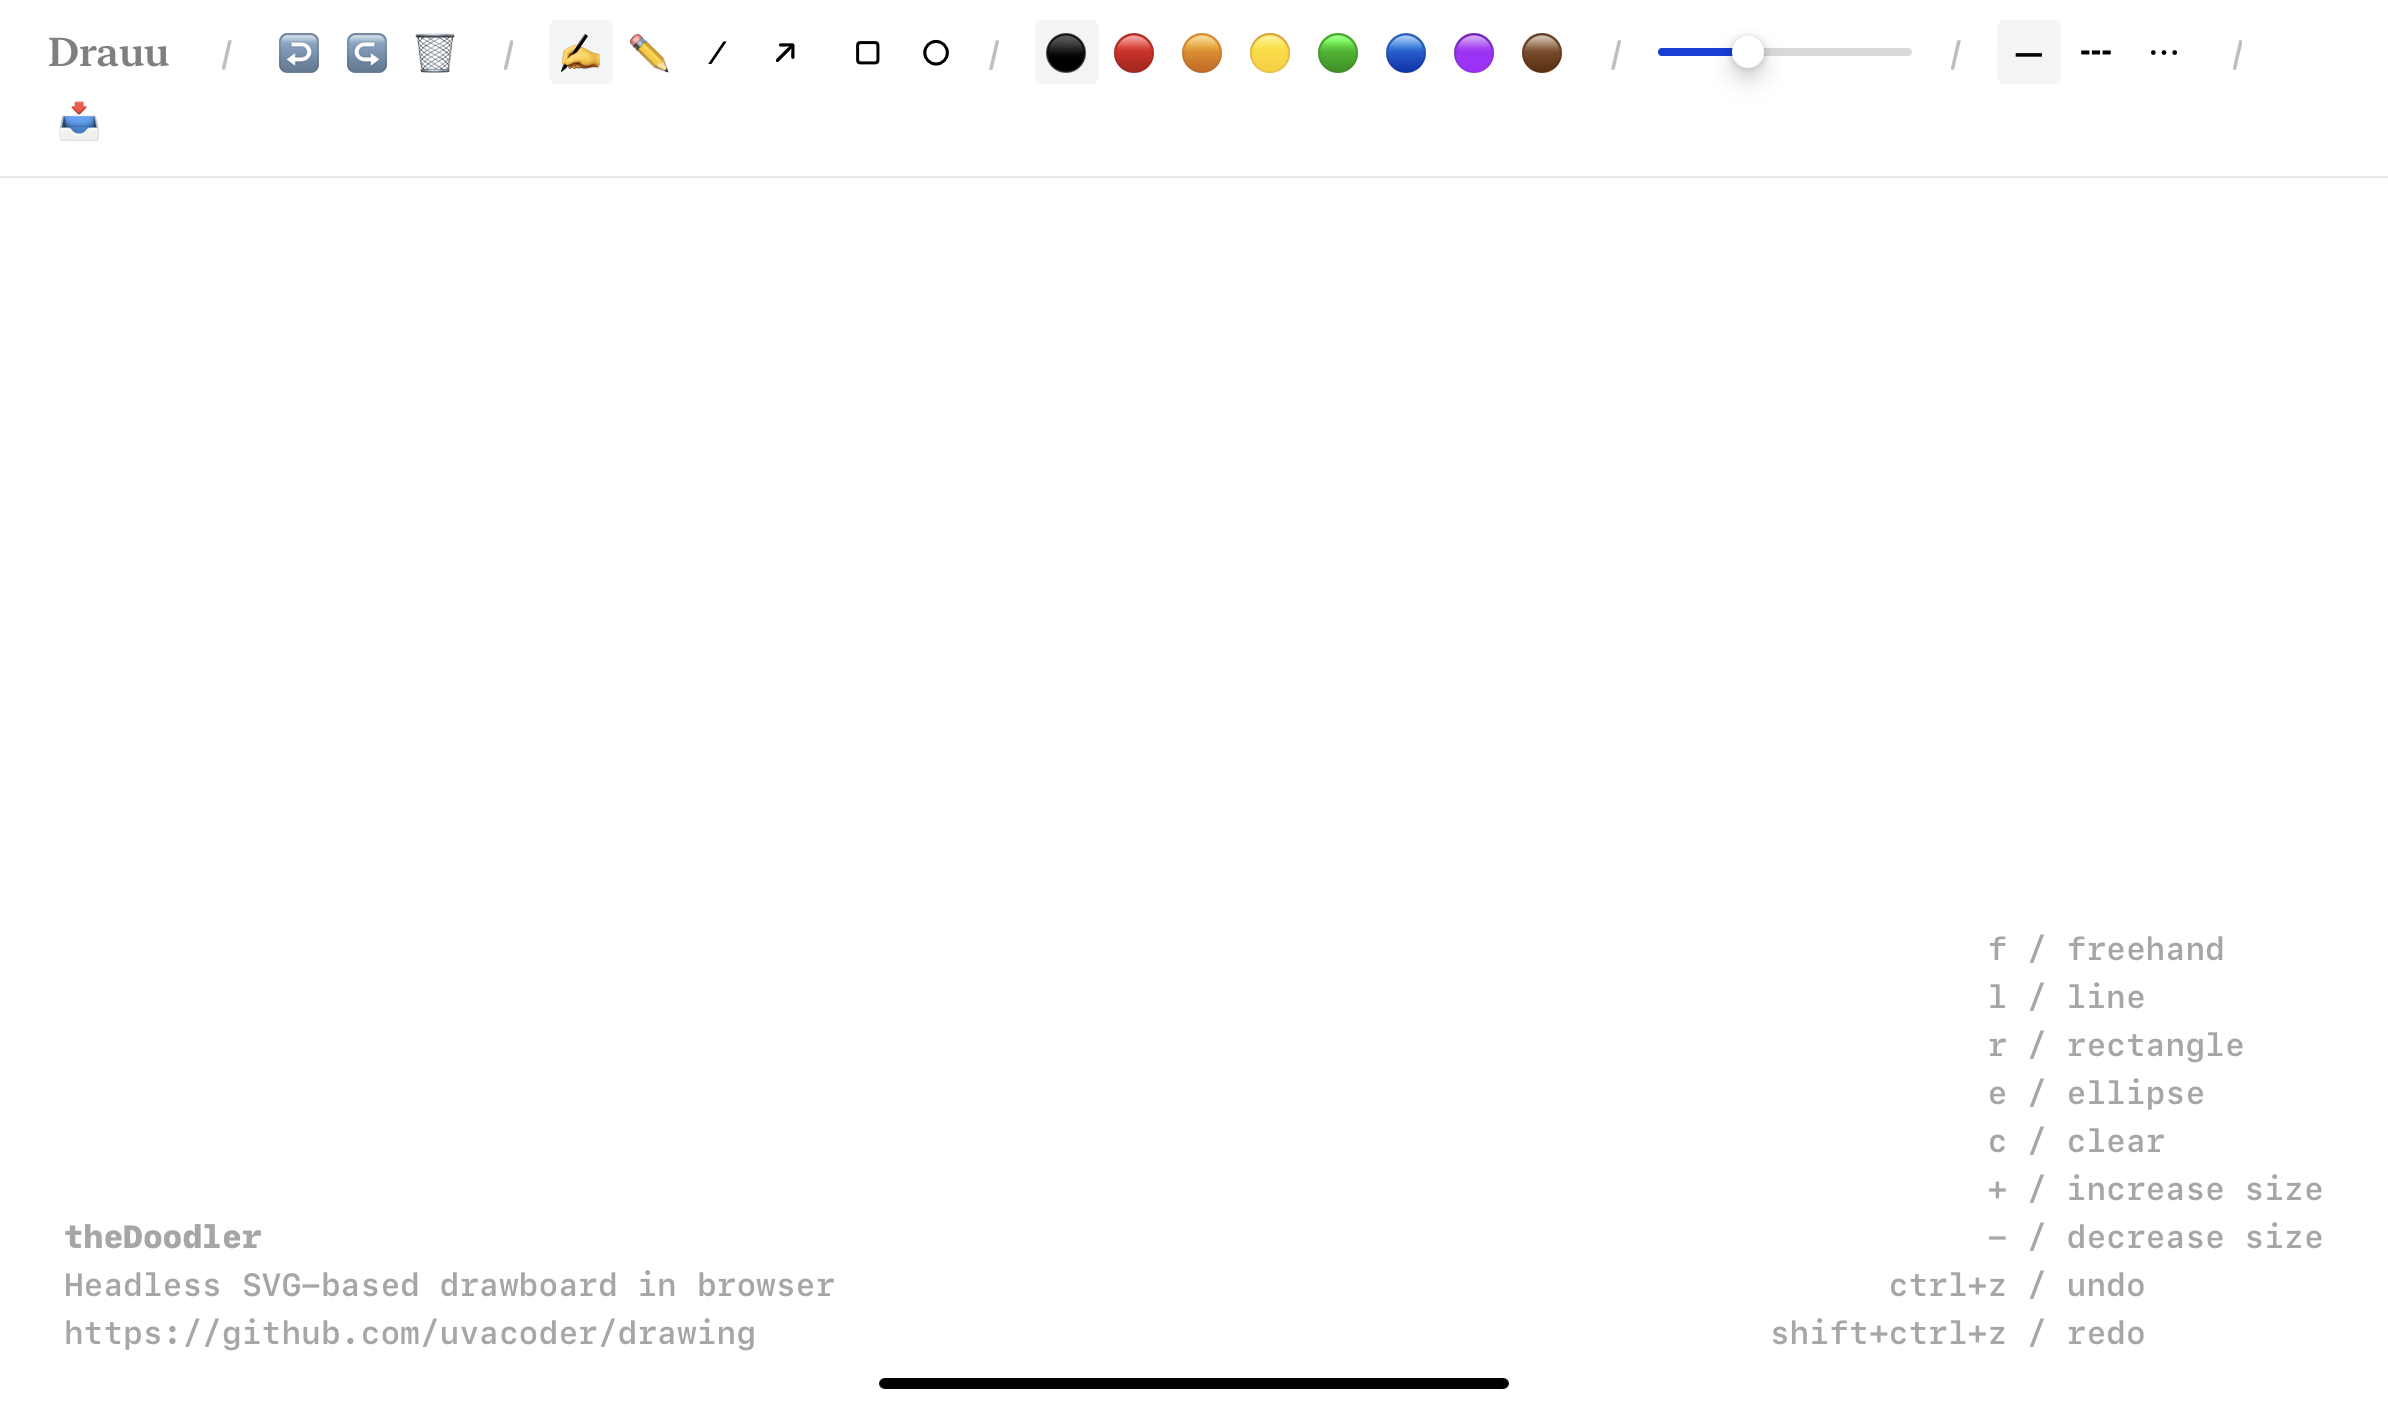 Drauu / / / / / /
f / freehand
l / line
r / rectangle
e / ellipse
c / clear
+ / increase size
- / decrease size
ctrl+z / undo
shift+ctrl+z / redo
theDoodler
Headless SVG-based drawboard in browser
https://github.com/uvacoder/drawing